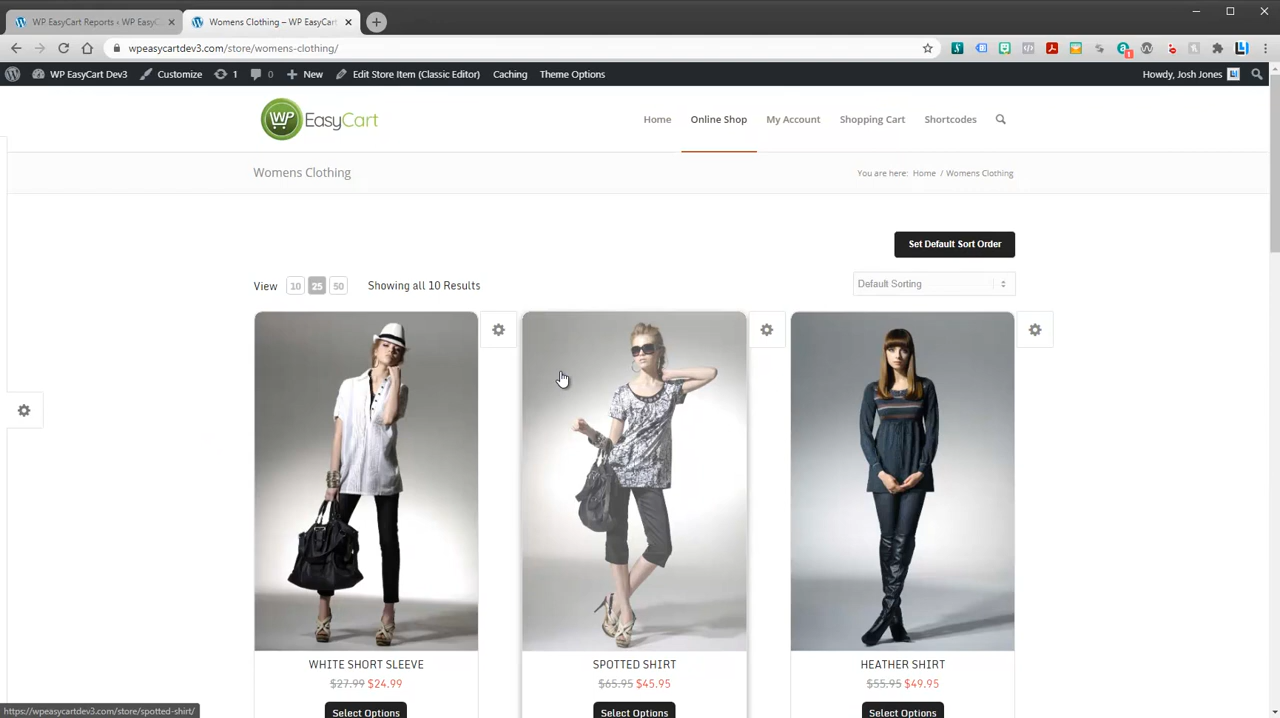 WP EasyCart Reports ‹ WP EasyC
Womens Clothing – WP EasyCart
wpeasycartdev3.com/store/womens-clothing/
WP EasyCart Dev3
Customize
1
0
New
Edit Store Item (Classic Editor)
Caching
Theme Options
Howdy, Josh Jones
WP EasyCart
Home
Online Shop
My Account
Shopping Cart
Shortcodes
Womens Clothing
You are here: Home / Womens Clothing
Set Default Sort Order
View 10 25 50 Showing all 10 Results
Default Sorting
WHITE SHORT SLEEVE
$27.99 $24.99
Select Options
SPOTTED SHIRT
$65.95 $45.95
Select Options
HEATHER SHIRT
$55.95 $49.95
Select Options
https://wpeasycartdev3.com/store/spotted-shirt/